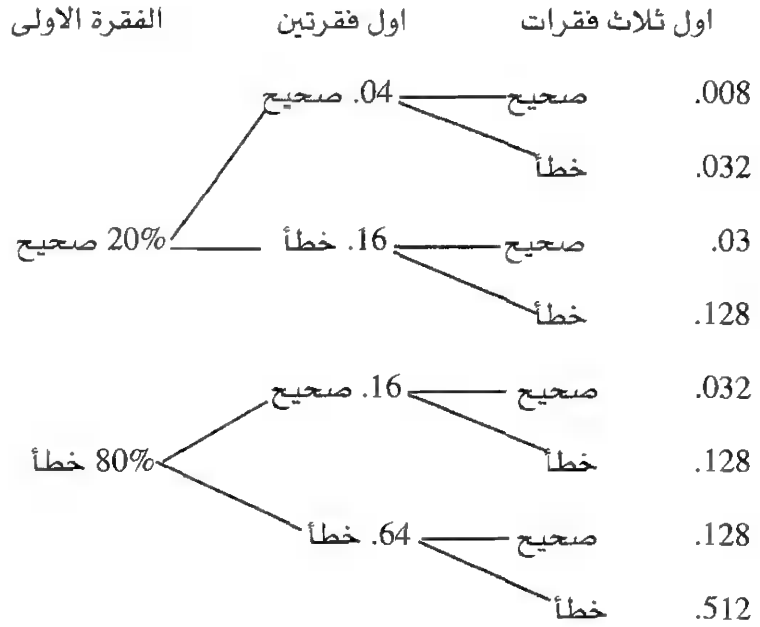 الفقرة الاولى اول فقرتين اول ثلاث فقرات
.04 صحيح صحيح .008
خطأ .032
20% صحيح .16 خطأ صحيح .03
خطأ .128
.16 صحيح صحيح .032
80% خطأ خطأ .128
.64 خطأ صحيح .128
خطأ .512